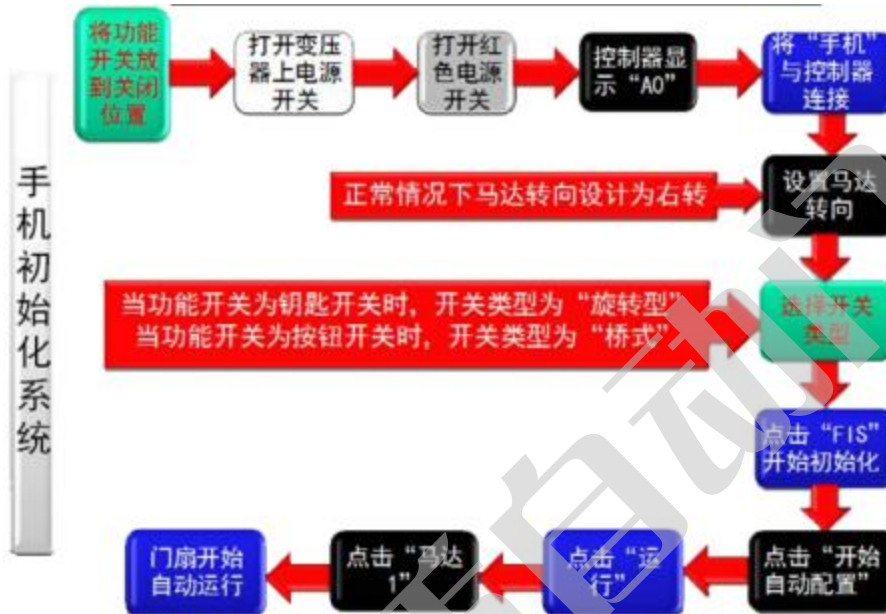 手机初始化系统
将功能
开关放
到关闭
位置
打开变压
器上电源
开关
打开红
色电源
开关
控制器显
示“A0”
将“手机”
与控制器
连接
正常情况下马达转向设计为右转
设置马达
转向
当功能开关为钥匙开关时，开关类型为“旋转型”
当功能开关为按钮开关时，开关类型为“桥式”
选择开关
类型
点击“FIS”
开始初始化
点击“开始
自动配置”
点击“运
行”
点击“马达
1”
门扇开始
自动运行
自动门